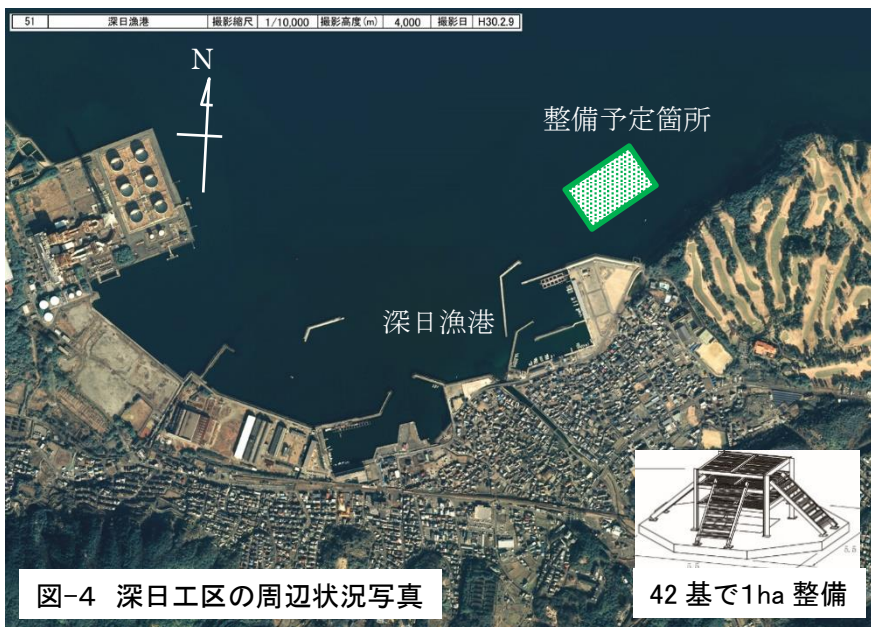 51 深日漁港 撮影縮尺 1/10,000 撮影高度(m) 4,000 撮影日 H30.2.9
N
整備予定箇所
深日漁港
図-4 深日工区の周辺状況写真
42基で1ha整備